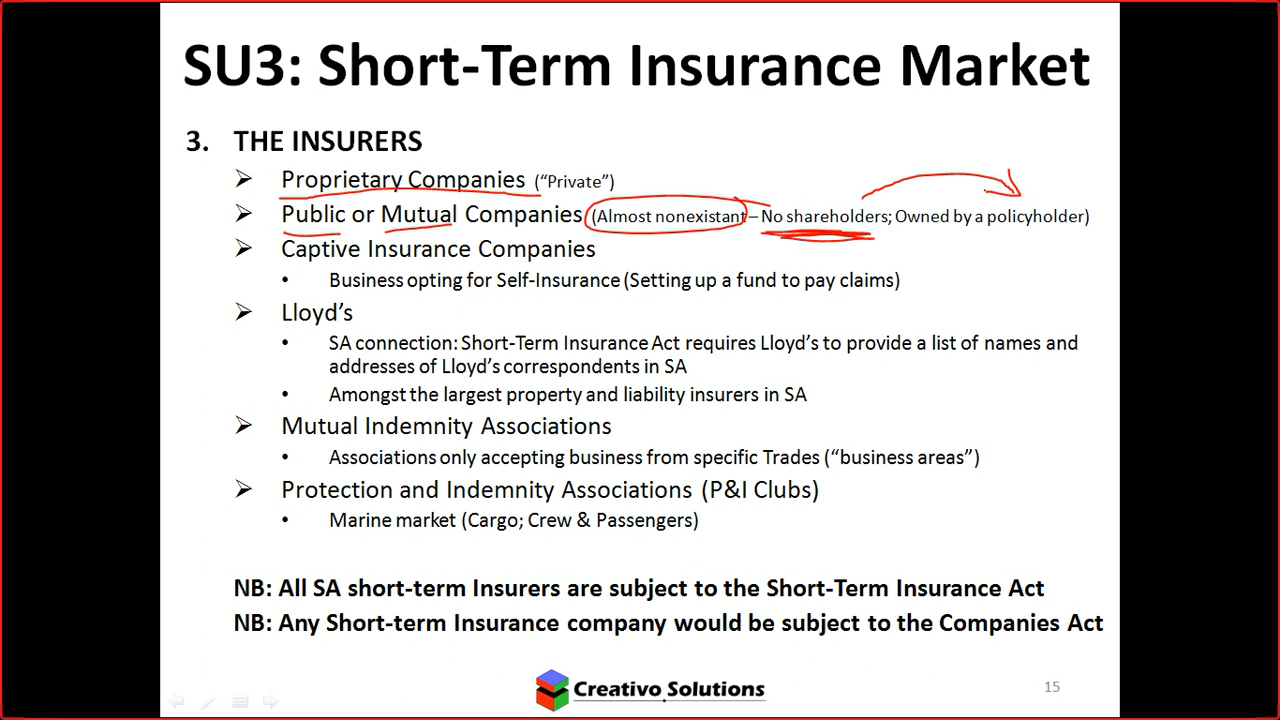 SU3: Short-Term Insurance Market
3. THE INSURERS
Proprietary Companies (“Private”)
Public or Mutual Companies (Almost nonexistant – No shareholders; Owned by a policyholder)
Captive Insurance Companies
• Business opting for Self-Insurance (Setting up a fund to pay claims)
Lloyd’s
• SA connection: Short-Term Insurance Act requires Lloyd’s to provide a list of names and
addresses of Lloyd’s correspondents in SA
• Amongst the largest property and liability insurers in SA
Mutual Indemnity Associations
• Associations only accepting business from specific Trades (“business areas”)
Protection and Indemnity Associations (P&I Clubs)
• Marine market (Cargo; Crew & Passengers)
NB: All SA short-term Insurers are subject to the Short-Term Insurance Act
NB: Any Short-term Insurance company would be subject to the Companies Act
Creativo Solutions
15